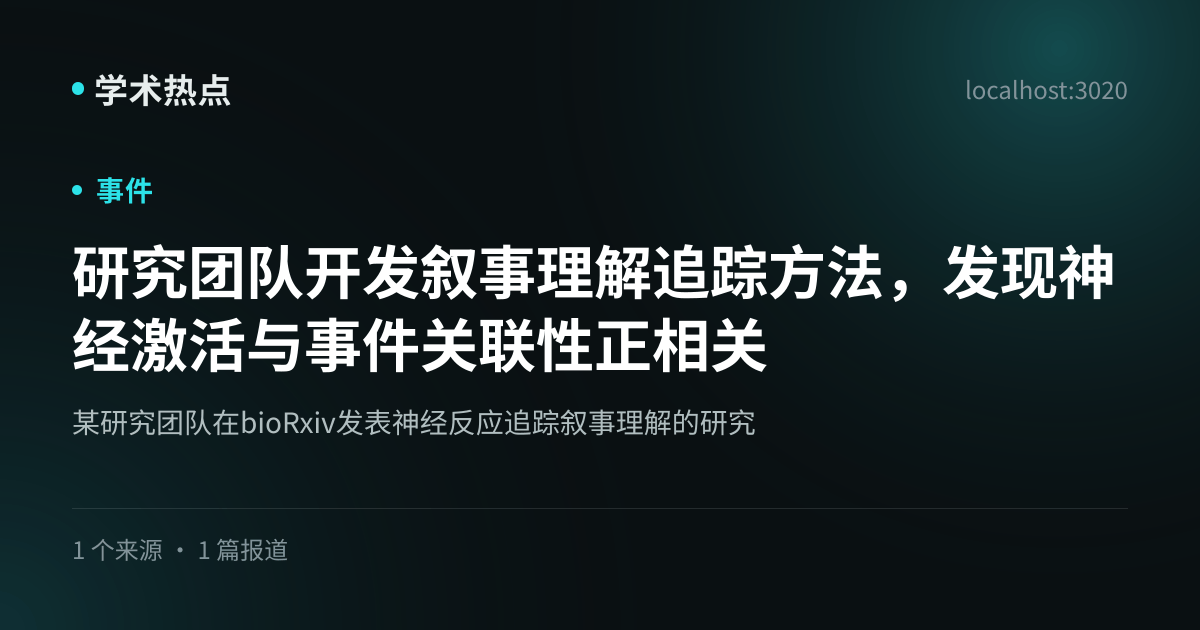 学术热点
localhost:3020
事件
研究团队开发叙事理解追踪方法，发现神
经激活与事件关联性正相关
某研究团队在bioRxiv发表神经反应追踪叙事理解的研究
1 个来源 · 1 篇报道